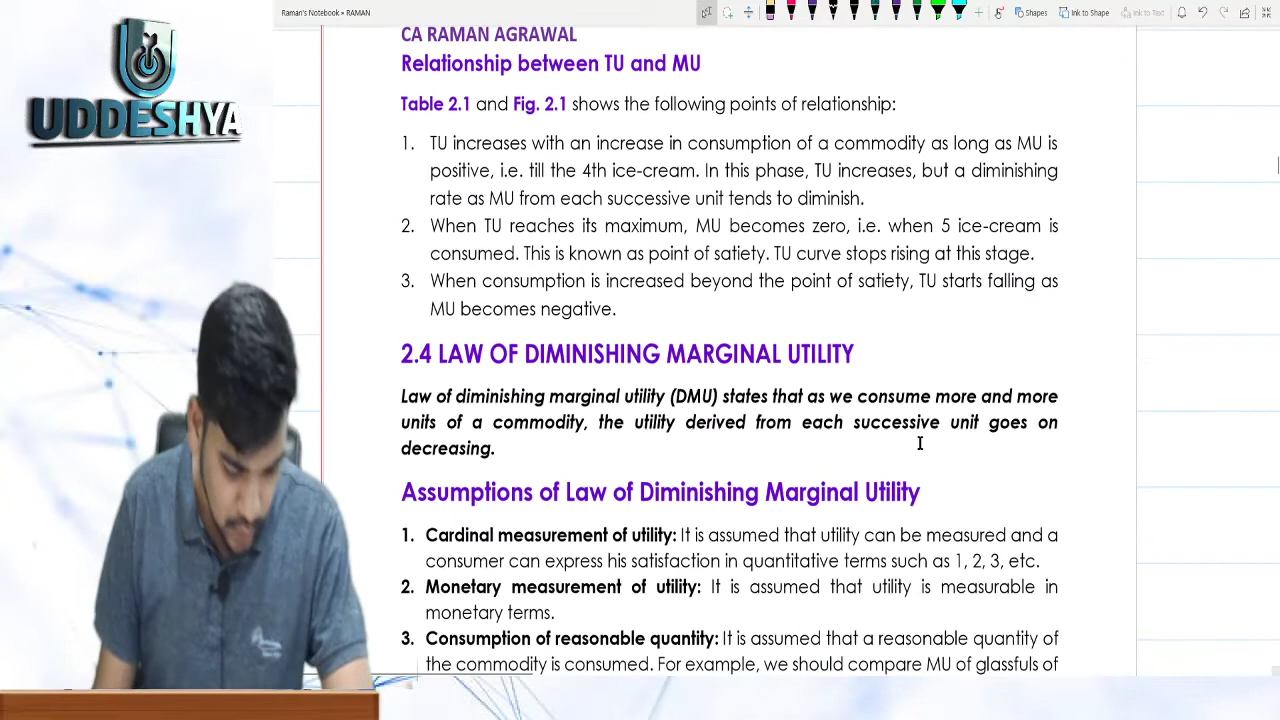 Raman's Notebook » RAMAN
Shapes
Ink to Shape
Ink to Text
UDDESHYA
CA RAMAN AGRAWAL
Relationship between TU and MU
Table 2.1 and Fig. 2.1 shows the following points of relationship:
1. TU increases with an increase in consumption of a commodity as long as MU is
positive, i.e. till the 4th ice-cream. In this phase, TU increases, but a diminishing
rate as MU from each successive unit tends to diminish.
2. When TU reaches its maximum, MU becomes zero, i.e. when 5 ice-cream is
consumed. This is known as point of satiety. TU curve stops rising at this stage.
3. When consumption is increased beyond the point of satiety, TU starts falling as
MU becomes negative.
2.4 LAW OF DIMINISHING MARGINAL UTILITY
Law of diminishing marginal utility (DMU) states that as we consume more and more
units of a commodity, the utility derived from each successive unit goes on
decreasing.
Assumptions of Law of Diminishing Marginal Utility
1. Cardinal measurement of utility: It is assumed that utility can be measured and a
consumer can express his satisfaction in quantitative terms such as 1, 2, 3, etc.
2. Monetary measurement of utility: It is assumed that utility is measurable in
monetary terms.
3. Consumption of reasonable quantity: It is assumed that a reasonable quantity of
the commodity is consumed. For example, we should compare MU of glassfuls of